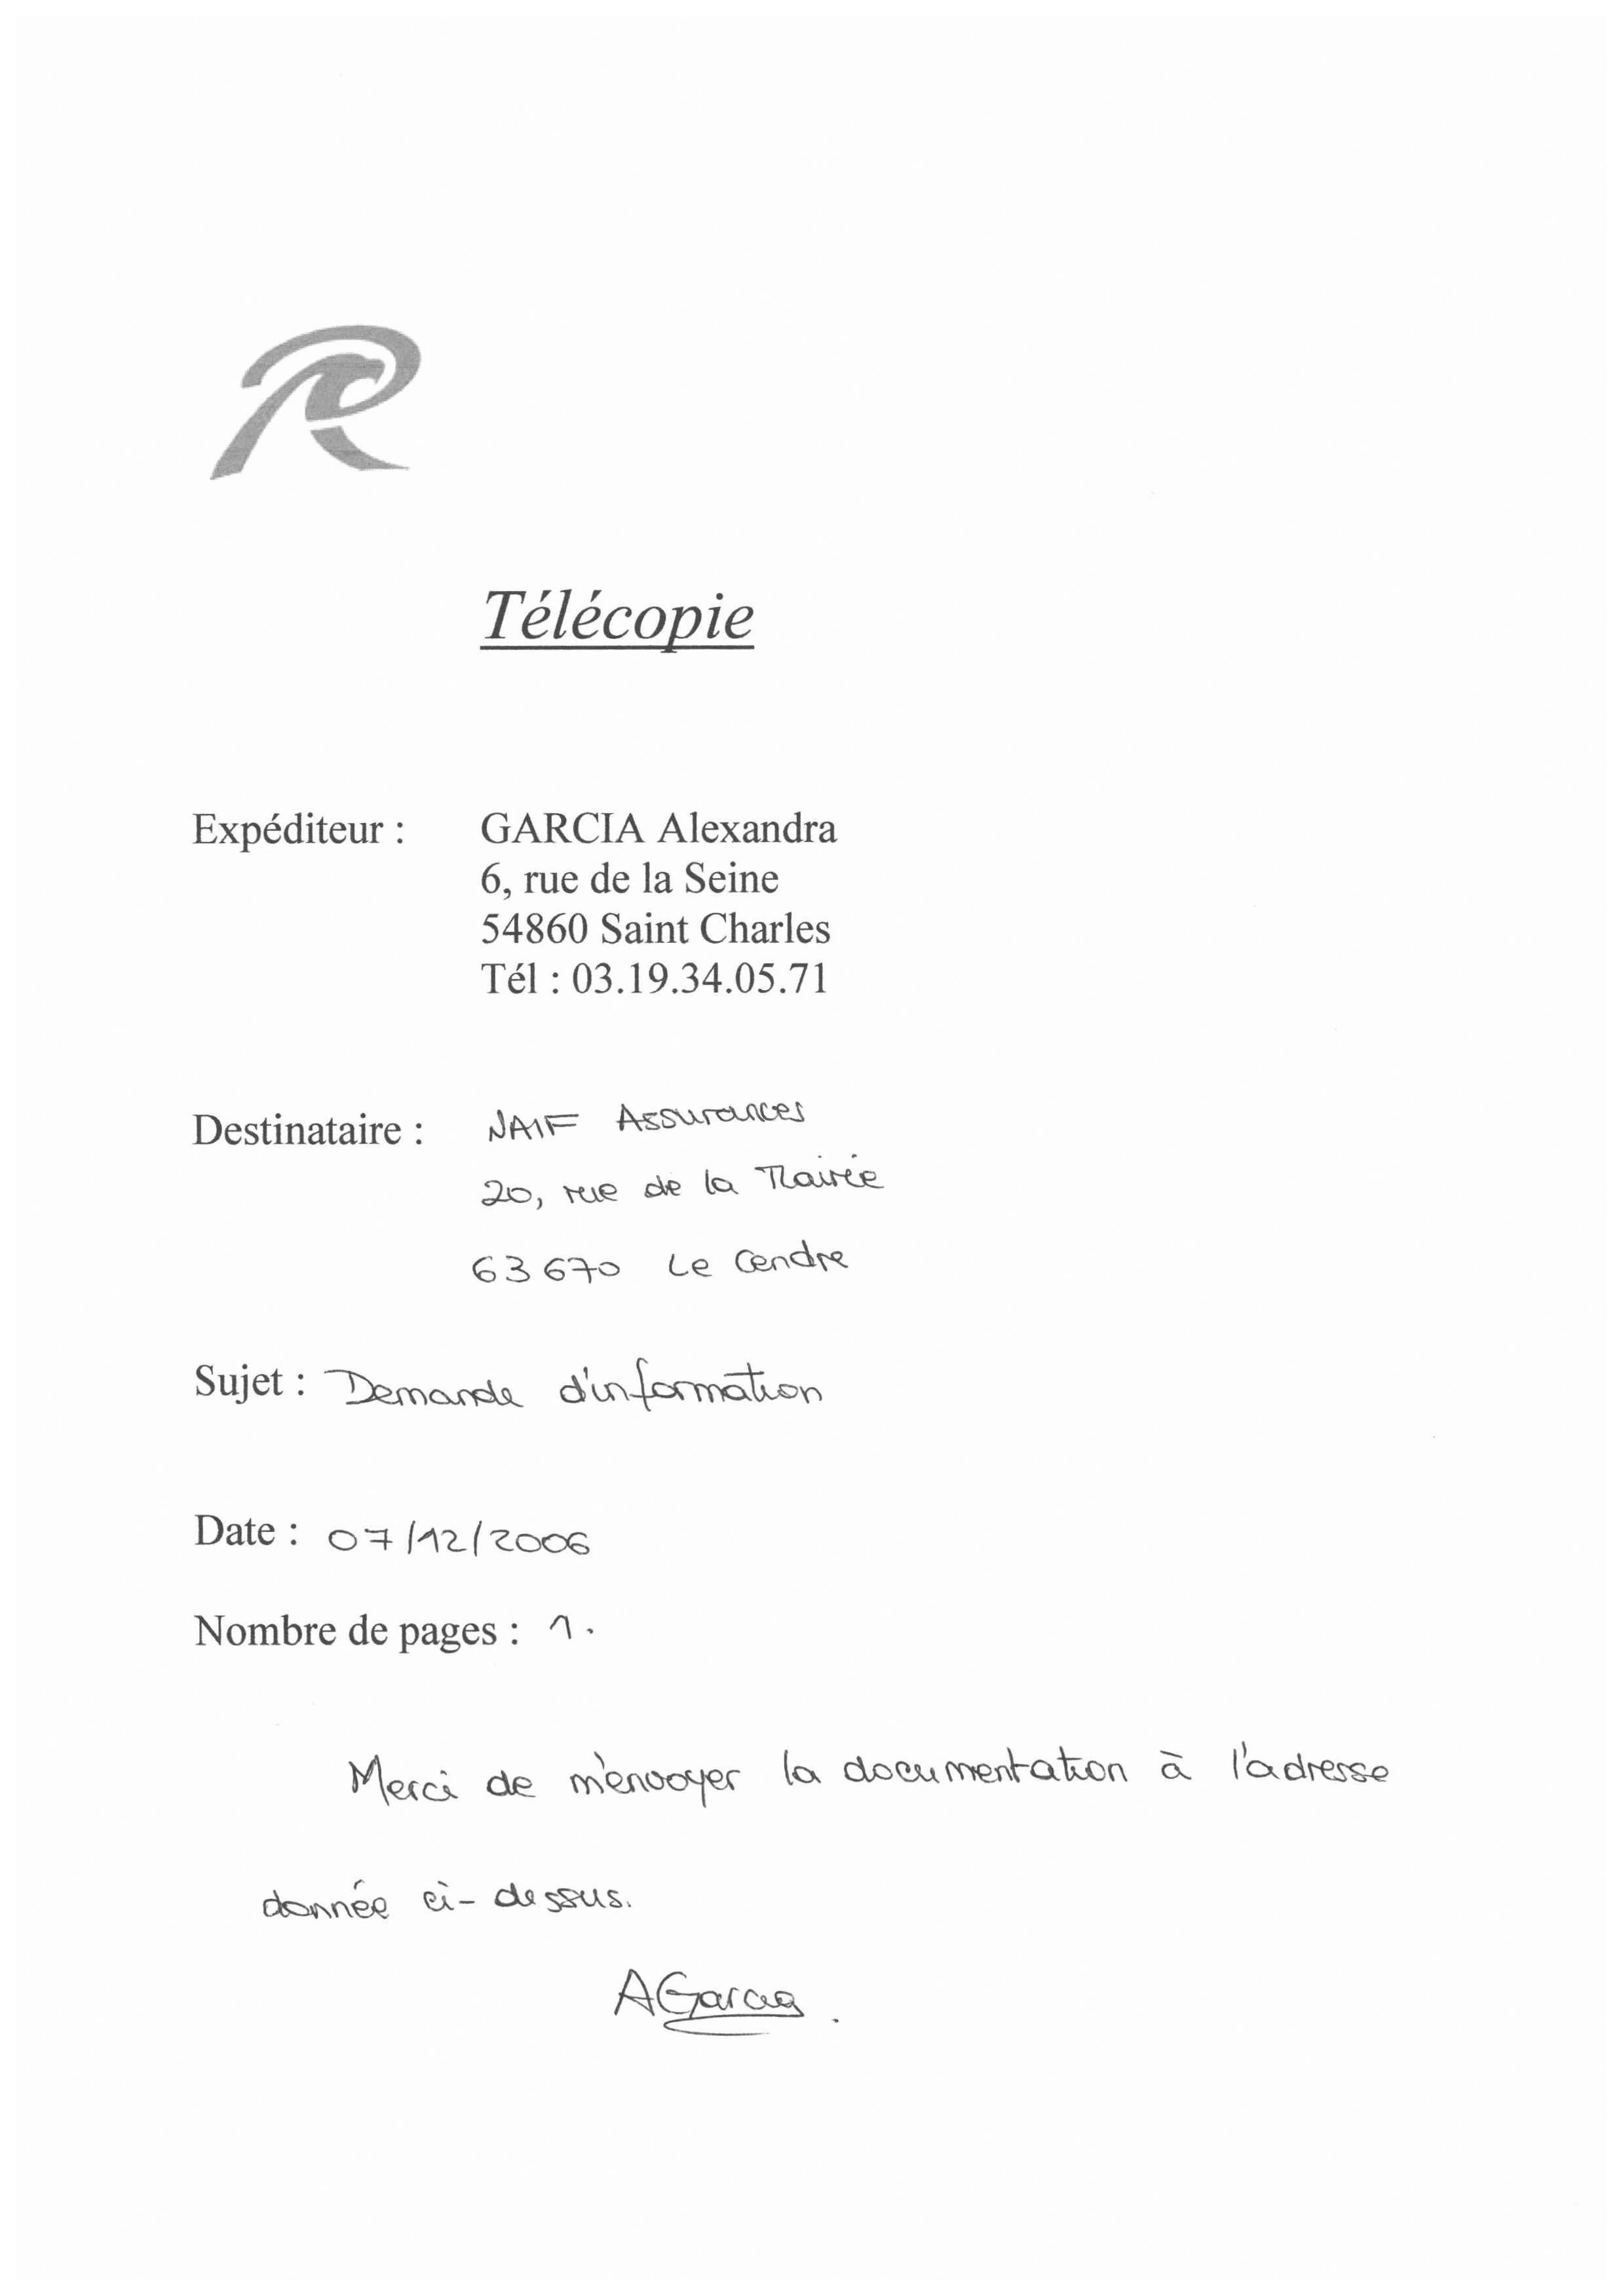 Télécopie
Expéditeur : GARCIA Alexandra
6, rue de la Seine
54860 Saint Charles
Tél : 03.19.34.05.71
Destinataire : NAIF Assurances
20, rue de la Mairie
63670 Le Cendre
Sujet : Demande d'information
Date : 07/12/2006
Nombre de pages : 1.
Merci de m'envoyer la documentation à l'adresse
donnée ci-dessus.
AGarcia.